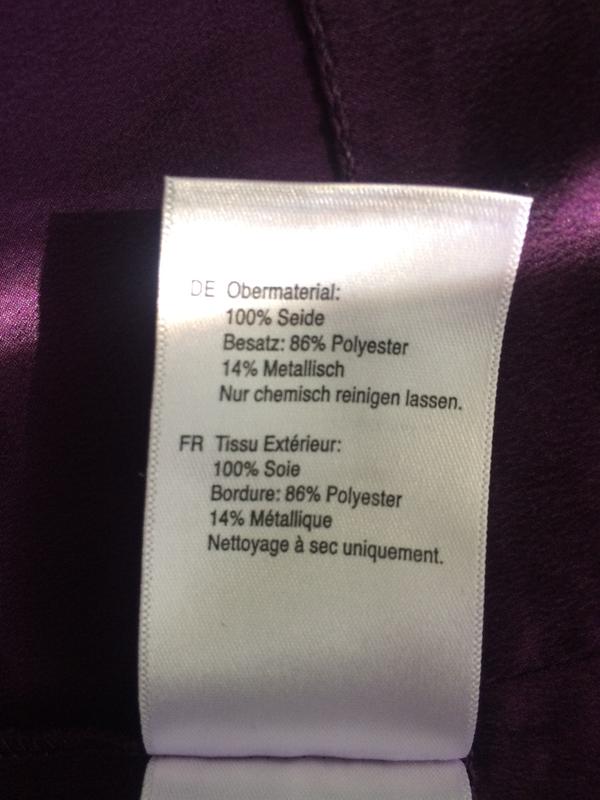 DE Obermaterial:
100% Seide
Besatz: 86% Polyester
14% Metallisch
Nur chemisch reinigen lassen.
FR Tissu Extérieur:
100% Soie
Bordure: 86% Polyester
14% Métallique
Nettoyage à sec uniquement.